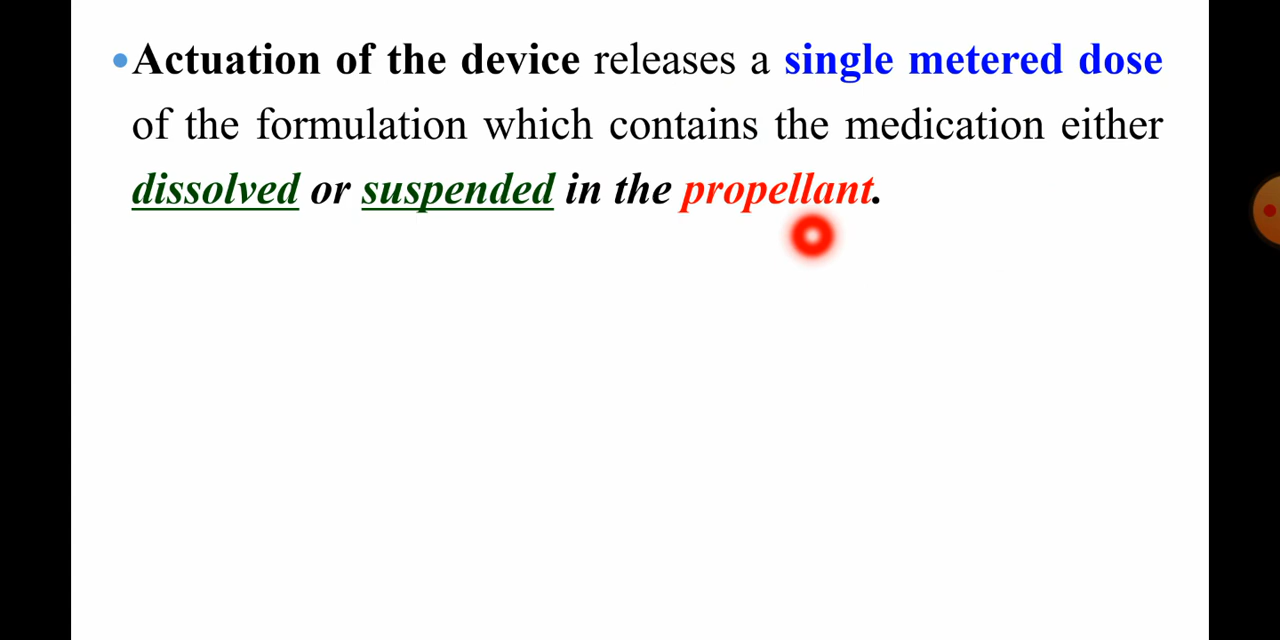 •Actuation of the device releases a single metered dose
of the formulation which contains the medication either
dissolved or suspended in the propellant.